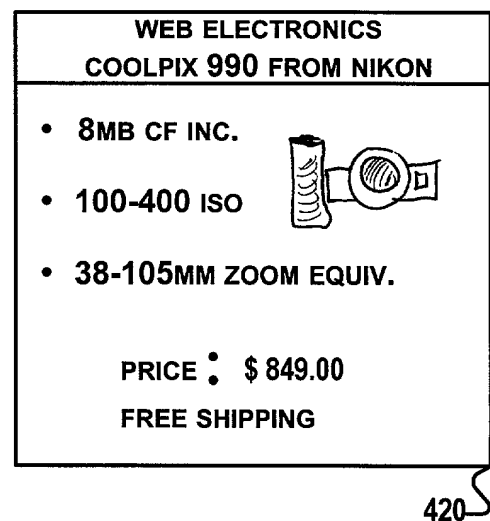 WEB ELECTRONICS
COOLPIX 990 FROM NIKON
• 8MB CF INC.
• 100-400 ISO
• 38-105MM ZOOM EQUIV.
PRICE : $ 849.00
FREE SHIPPING
420